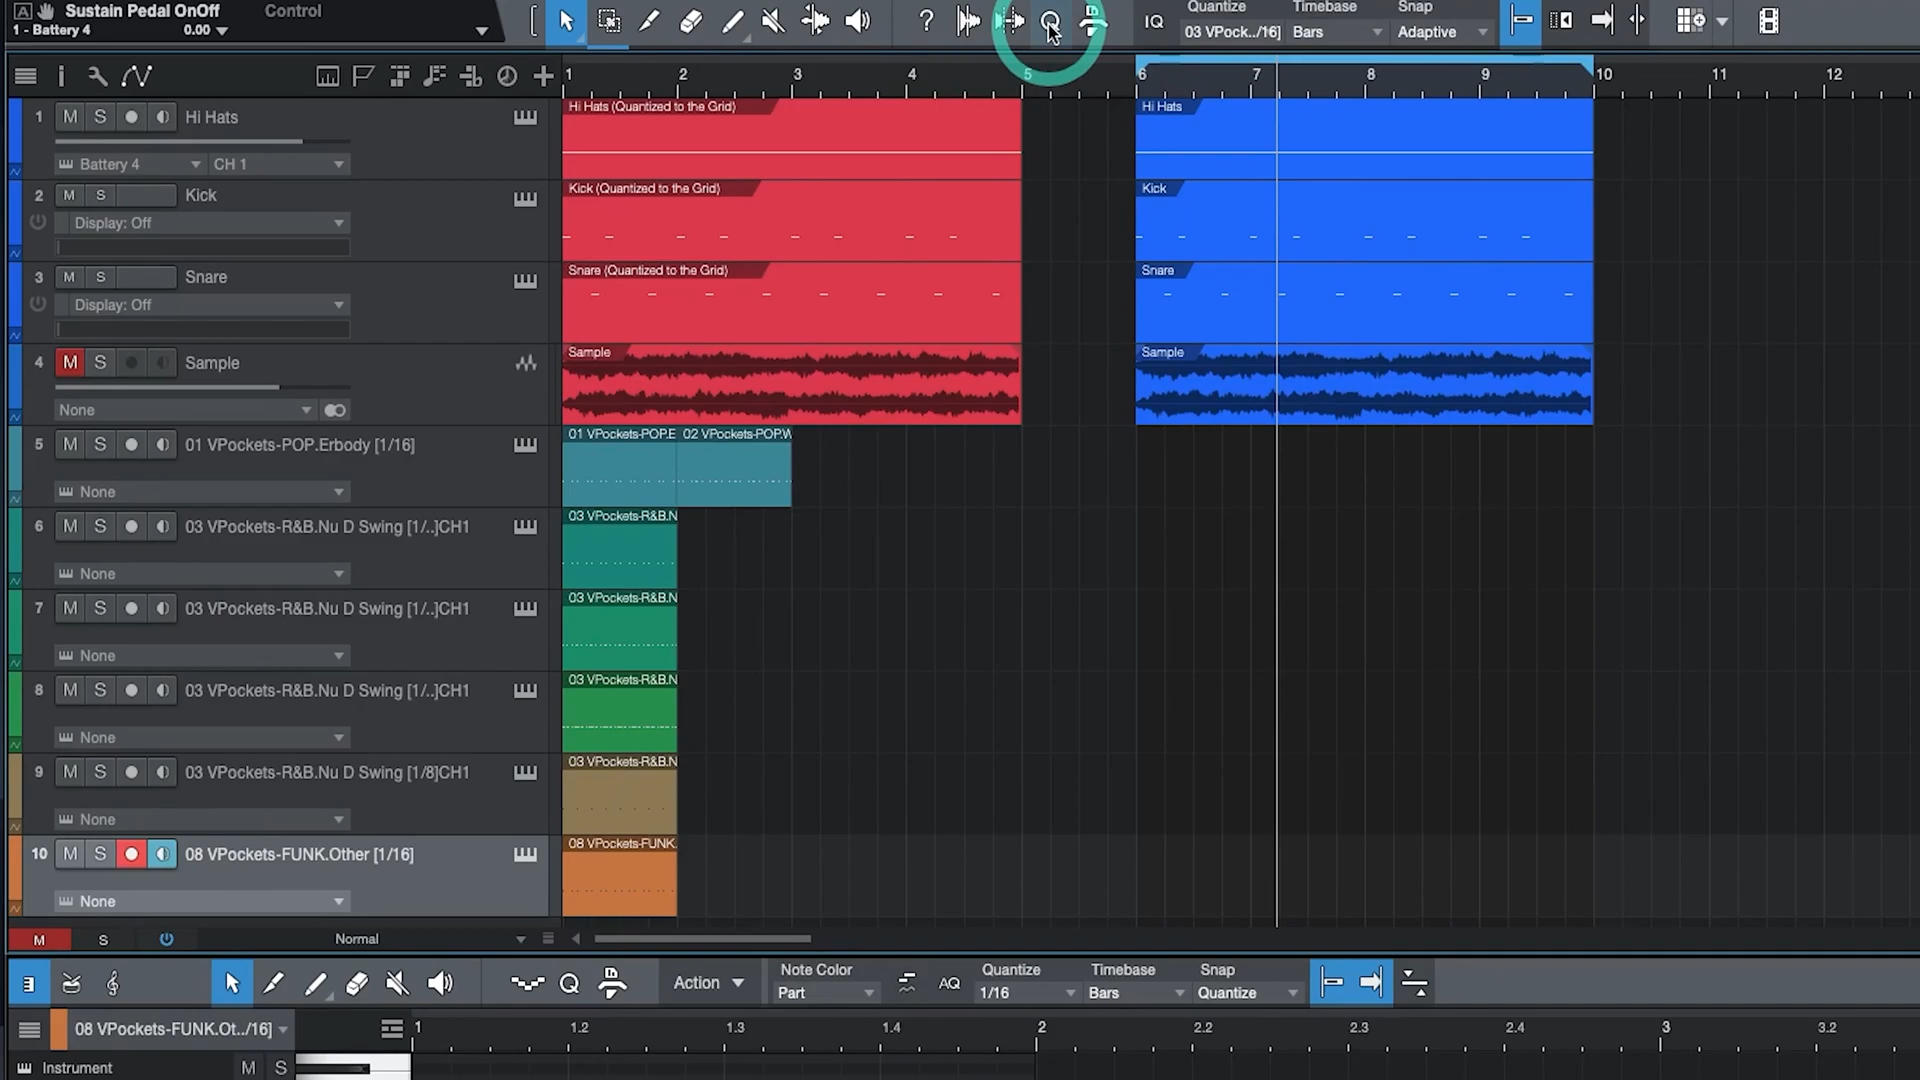 A Sustain Pedal OnOff Control
1 - Battery 4 0.00
? IQ Quantize Timebase Snap
03 VPock../16] Bars Adaptive
1 2 3 4 5 6 7 8 9 10 11 12
1 M S Hi Hats
Battery 4 CH 1
Hi Hats (Quantized to the Grid) Hi Hats
2 M S Kick
Display: Off
Kick (Quantized to the Grid) Kick
3 M S Snare
Display: Off
Snare (Quantized to the Grid) Snare
4 M S Sample
None
Sample Sample
5 M S 01 VPockets-POP.Erbody [1/16]
None
01 VPockets-POP.E 02 VPockets-POP.W
6 M S 03 VPockets-R&B.Nu D Swing [1/..]CH1
None
03 VPockets-R&B.N
7 M S 03 VPockets-R&B.Nu D Swing [1/..]CH1
None
03 VPockets-R&B.N
8 M S 03 VPockets-R&B.Nu D Swing [1/..]CH1
None
03 VPockets-R&B.N
9 M S 03 VPockets-R&B.Nu D Swing [1/8]CH1
None
03 VPockets-R&B.N
10 M S 08 VPockets-FUNK.Other [1/16]
None
08 VPockets-FUNK.
M S Normal
Action Note Color AQ Quantize Timebase Snap
Part 1/16 Bars Quantize
08 VPockets-FUNK.Ot../16] 1 1.2 1.3 1.4 2 2.2 2.3 2.4 3 3.2
Instrument M S